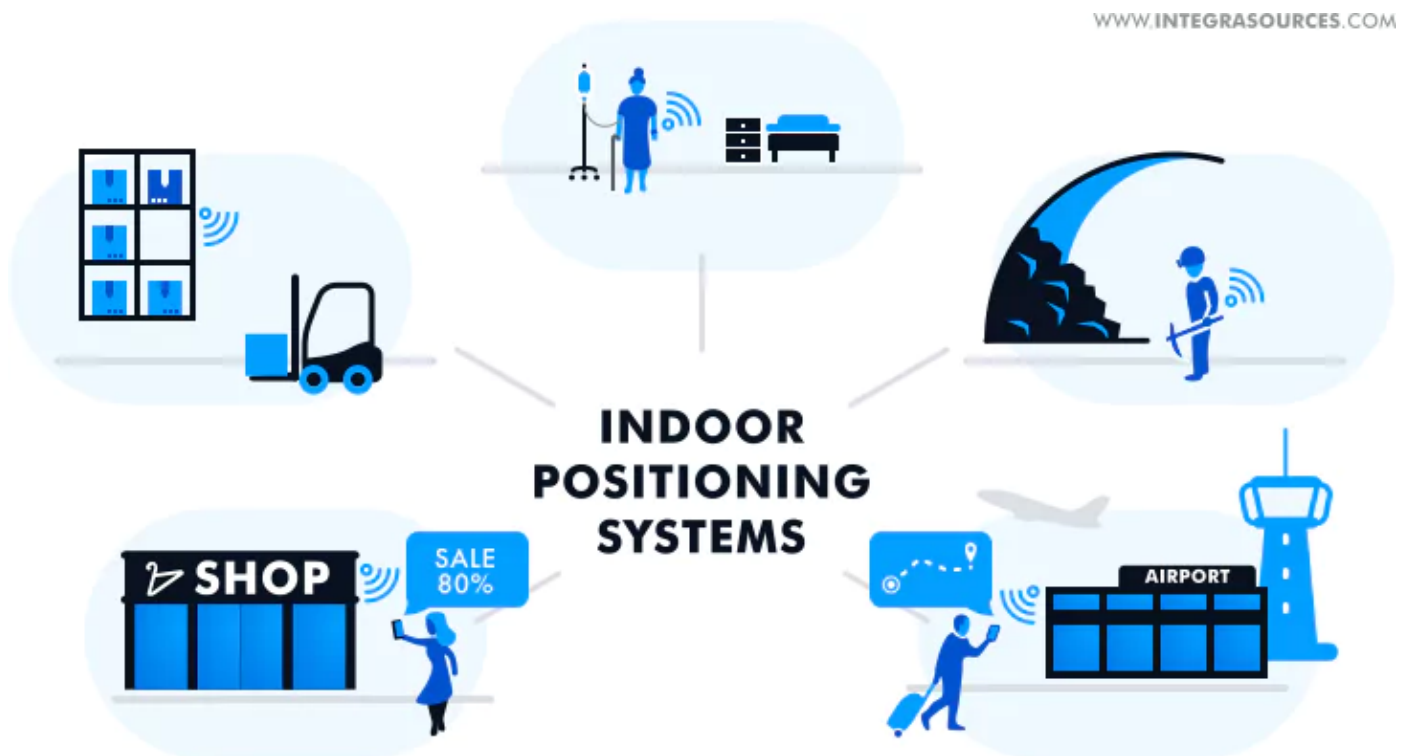 WWW.INTEGRASOURCES.COM
INDOOR
POSITIONING
SYSTEMS
SHOP
SALE
80%
AIRPORT